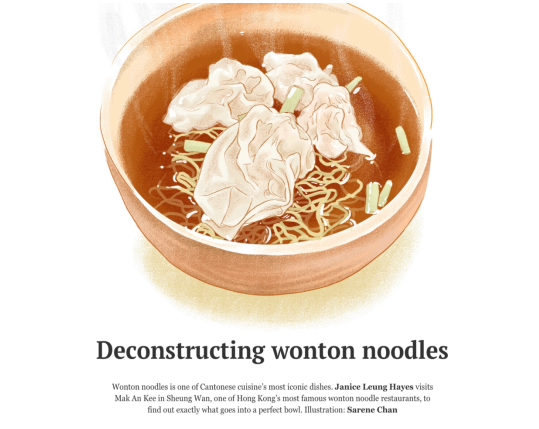 Deconstructing wonton noodles
Wonton noodles is one of Cantonese cuisine's most iconic dishes. Janice Leung Hayes visits
Mak An Kee in Sheung Wan, one of Hong Kong's most famous wonton noodle restaurants, to
find out exactly what goes into a perfect bowl. Illustration: Sarene Chan